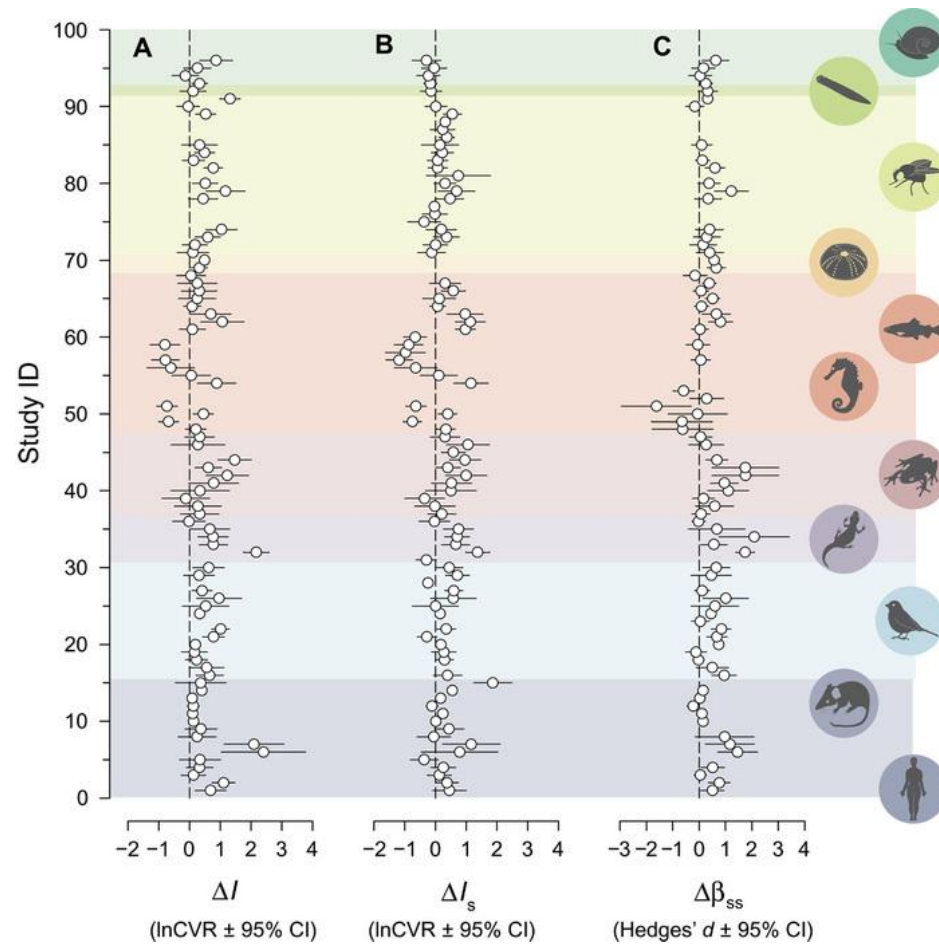 A
B
C
100
90
80
70
60
50
40
30
20
10
0
Study ID
−2 −1 0 1 2 3 4
−2 −1 0 1 2 3 4
−3 −2 −1 0 1 2 3 4
ΔI
ΔIs
Δβss
(lnCVR ± 95% CI)
(lnCVR ± 95% CI)
(Hedges’ d ± 95% CI)